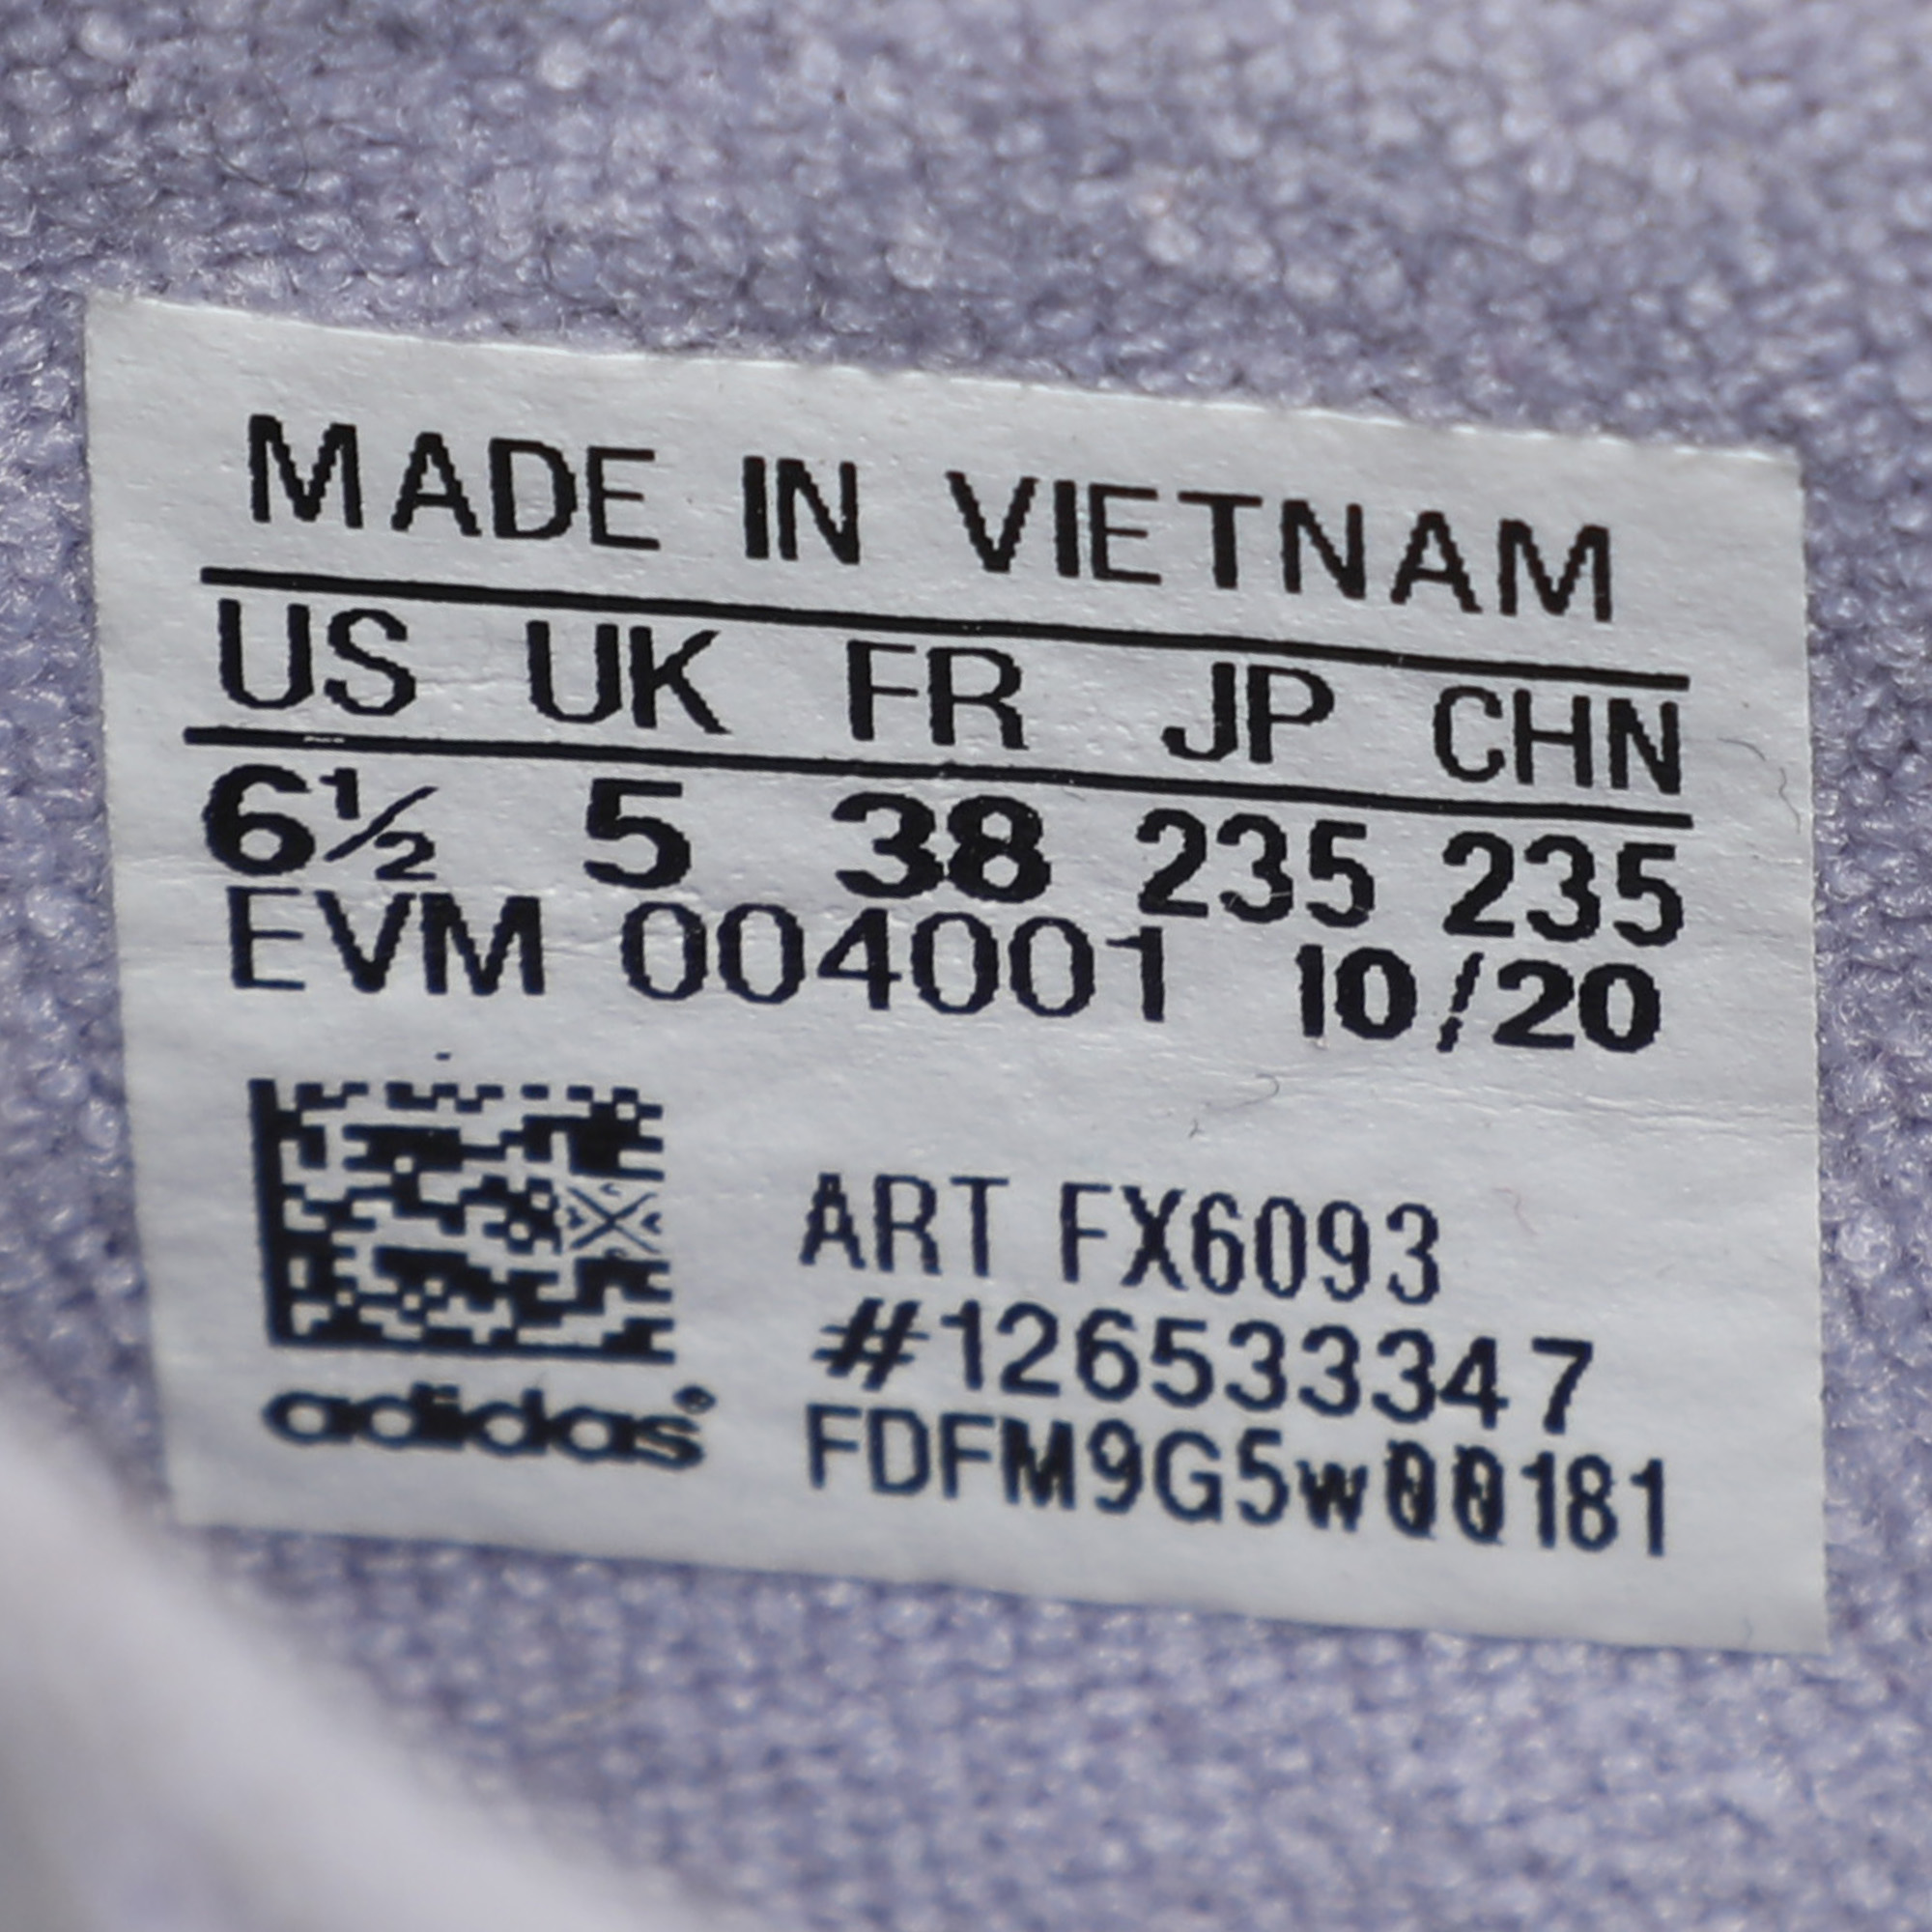 MADE IN VIETNAM
US UK FR JP CHN
6½ 5 38 235 235
EVM 004001 10/20
ART FX6093
#126533347
adidas®
FDFM9G5w00181